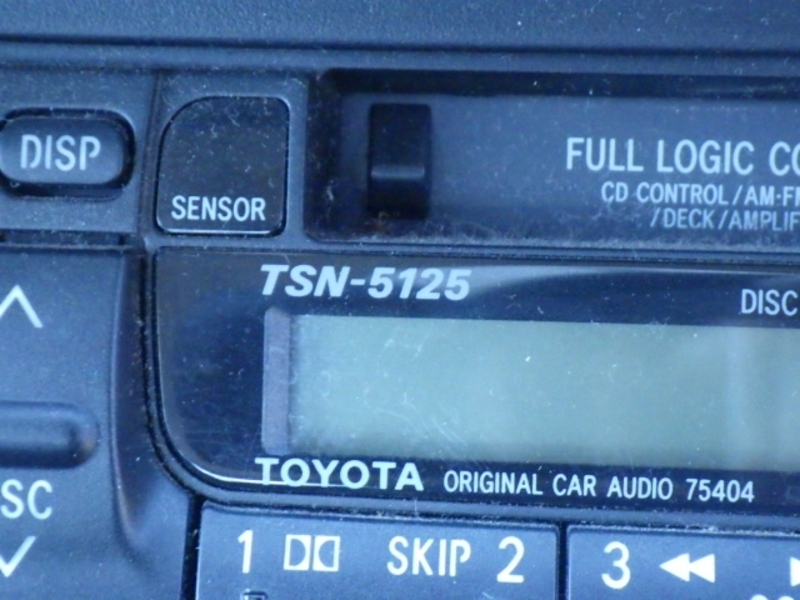 DISP
SENSOR
FULL LOGIC CO
CD CONTROL/AM-F
/DECK/AMPLIF
TSN-5125
DISC
TOYOTA ORIGINAL CAR AUDIO 75404
SC
1 SKIP 2
3